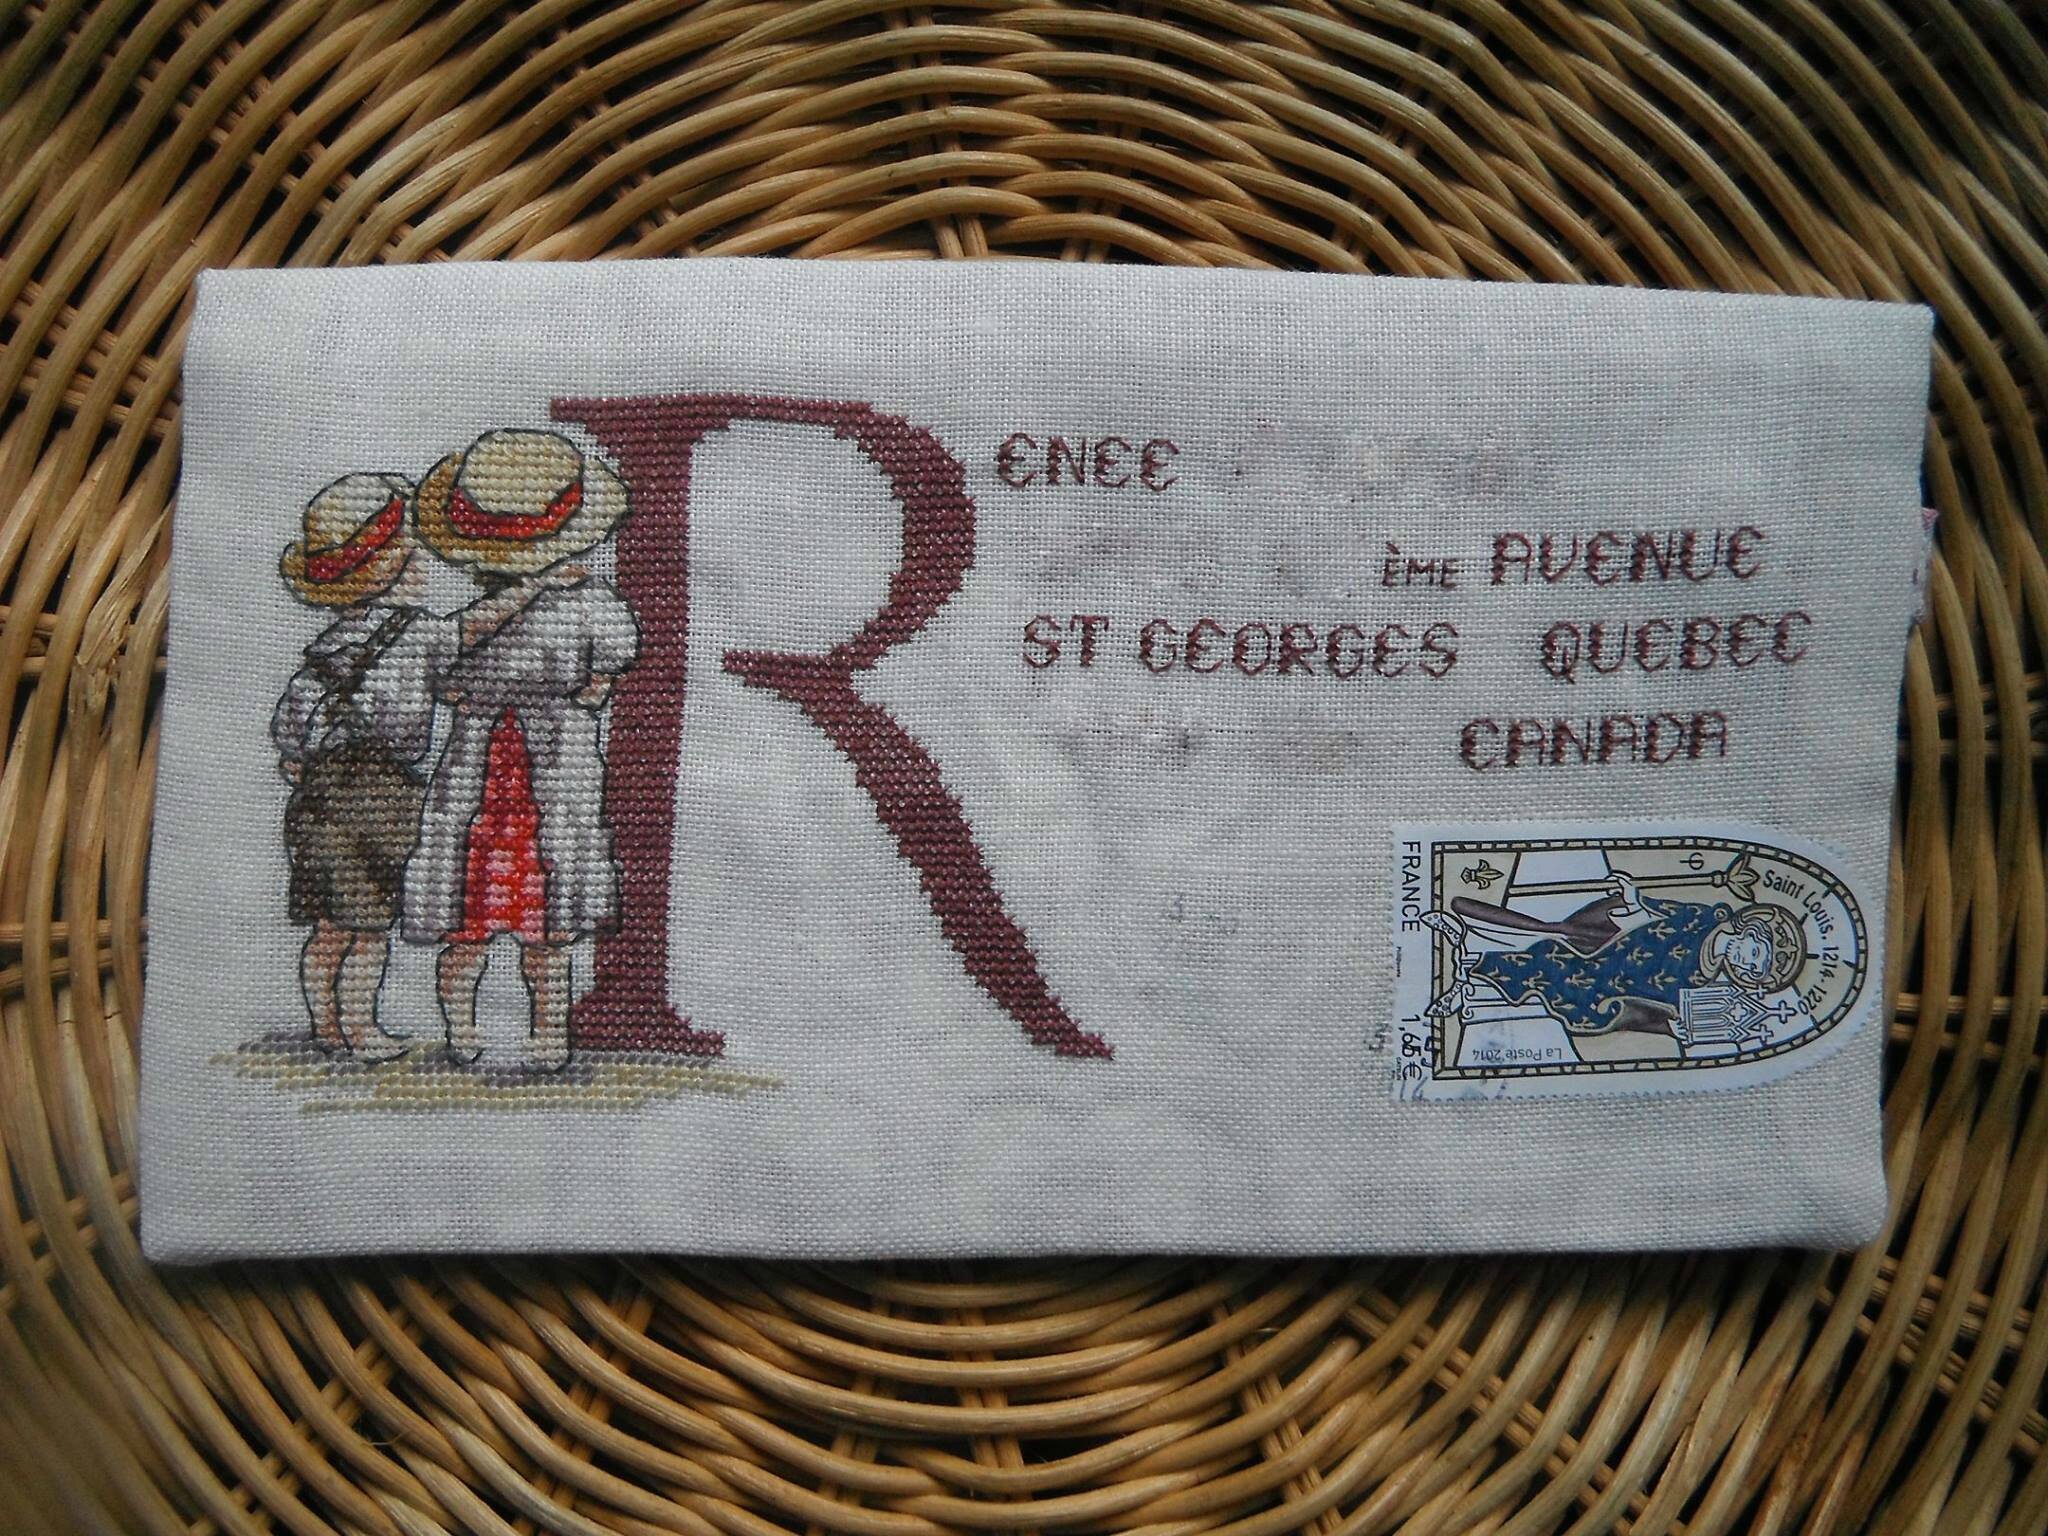 RENEE
ÈME AVENUE
ST GEORGES QUEBEC
CANADA
FRANCE
Saint Louis, 1214-1270
La Poste 2014
1,65€